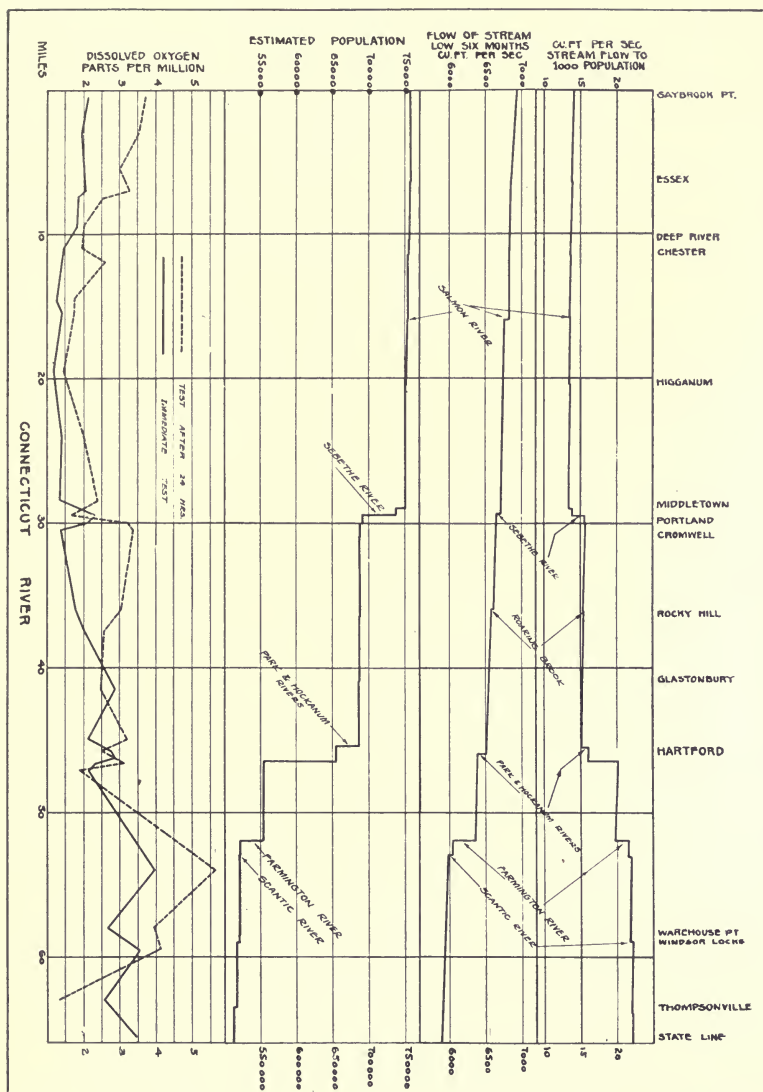 DISSOLVED OXYGEN
PARTS PER MILLION
ESTIMATED POPULATION
FLOW OF STREAM
LOW SIX MONTHS
CU.FT. PER SEC
CU.FT PER SEC
STREAM FLOW TO
1000 POPULATION
MILES
2
3
4
5
550000
600000
650000
700000
750000
6000
6500
7000
10
15
20
SAYBROOK PT.
ESSEX
10
DEEP RIVER
CHESTER
SALMON RIVER
20
HIGGANUM
TEST AFTER 24 HRS.
IMMEDIATE TEST
CONNECTICUT RIVER
SEBETHE RIVER
MIDDLETOWN
30
PORTLAND
CROMWELL
SEBETHE RIVER
ROCKY HILL
ROARING BROOK
40
GLASTONBURY
PARK & HOCKANUM
RIVERS
HARTFORD
PARK & HOCKANUM RIVERS
50
FARMINGTON RIVER
SCANTIC RIVER
FARMINGTON RIVER
SCANTIC RIVER
WAREHOUSE PT
WINDSOR LOCKS
60
THOMPSONVILLE
STATE LINE
2
3
4
5
550000
600000
650000
700000
750000
6000
6500
7000
10
15
20